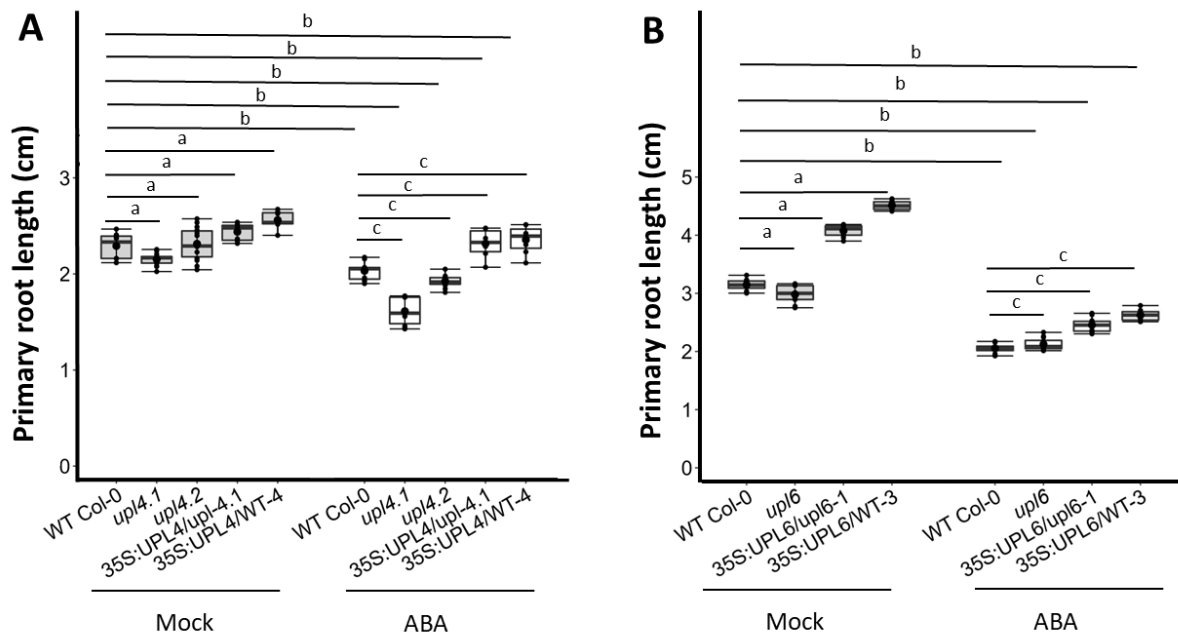 A
b
b
b
b
b
a
a
a
a
c
c
c
c
Primary root length (cm)
3
2
1
0
WT Col-0
upl4.1
upl4.2
35S:UPL4/upl-4.1
35S:UPL4/WT-4
WT Col-0
upl4.1
upl4.2
35S:UPL4/upl-4.1
35S:UPL4/WT-4
Mock
ABA
B
b
b
b
b
a
a
a
c
c
c
Primary root length (cm)
5
4
3
2
1
0
WT Col-0
upl6
35S:UPL6/upl6-1
35S:UPL6/WT-3
WT Col-0
upl6
35S:UPL6/upl6-1
35S:UPL6/WT-3
Mock
ABA